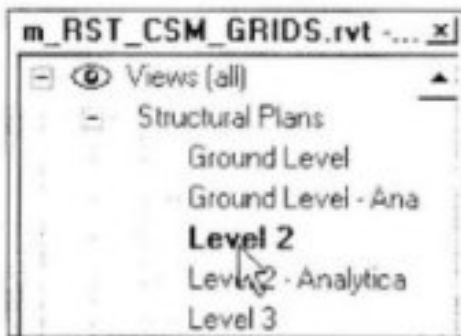 m_RST_CSM_GRIDS.rvt -...
Views (all)
Structural Plans
Ground Level
Ground Level - Ana
Level 2
Level 2 - Analytica
Level 3